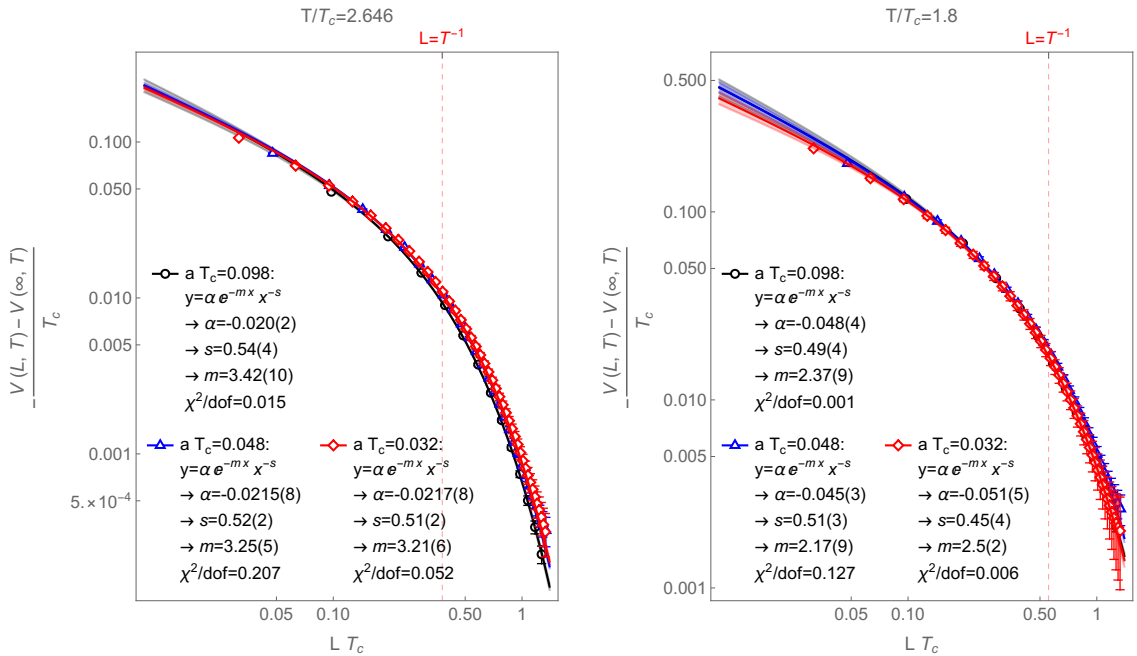 T/T_c=2.646
L=T⁻¹
0.100
0.050
0.010
0.005
0.001
5.×10⁻⁴
− (V(L, T) − V(∞, T)) / T_c
a T_c=0.098:
y=α e^(−m x) x^(−s)
→ α=-0.020(2)
→ s=0.54(4)
→ m=3.42(10)
χ²/dof=0.015
a T_c=0.048:
y=α e^(−m x) x^(−s)
→ α=-0.0215(8)
→ s=0.52(2)
→ m=3.25(5)
χ²/dof=0.207
a T_c=0.032:
y=α e^(−m x) x^(−s)
→ α=-0.0217(8)
→ s=0.51(2)
→ m=3.21(6)
χ²/dof=0.052
0.05 0.10 0.50 1
L T_c
T/T_c=1.8
L=T⁻¹
0.500
0.100
0.050
0.010
0.005
0.001
− (V(L, T) − V(∞, T)) / T_c
a T_c=0.098:
y=α e^(−m x) x^(−s)
→ α=-0.048(4)
→ s=0.49(4)
→ m=2.37(9)
χ²/dof=0.001
a T_c=0.048:
y=α e^(−m x) x^(−s)
→ α=-0.045(3)
→ s=0.51(3)
→ m=2.17(9)
χ²/dof=0.127
a T_c=0.032:
y=α e^(−m x) x^(−s)
→ α=-0.051(5)
→ s=0.45(4)
→ m=2.5(2)
χ²/dof=0.006
0.05 0.10 0.50 1
L T_c